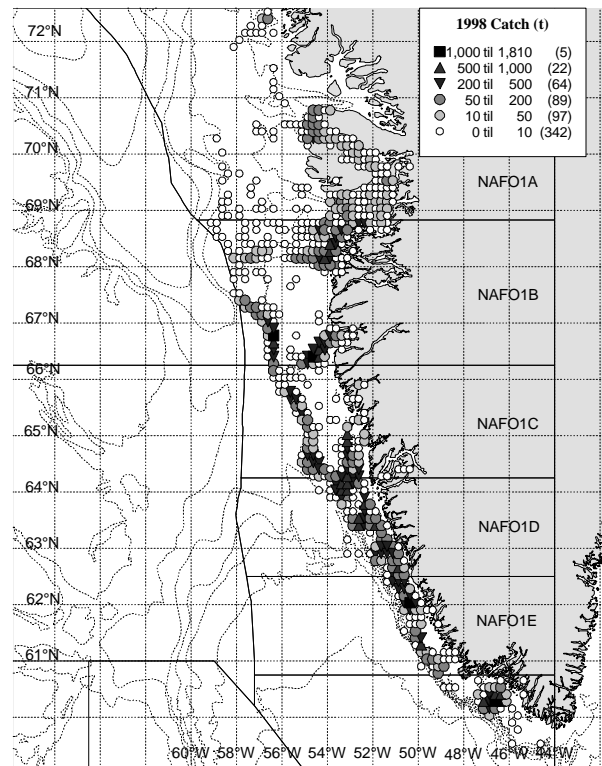 1998 Catch (t)
1,000 til 1,810 (5)
500 til 1,000 (22)
200 til 500 (64)
50 til 200 (89)
10 til 50 (97)
0 til 10 (342)
72°N
71°N
70°N
NAFO1A
69°N
68°N
NAFO1B
67°N
66°N
NAFO1C
65°N
64°N
NAFO1D
63°N
62°N
NAFO1E
61°N
60°W 58°W 56°W 54°W 52°W 50°W 48°W 46°W 44°W